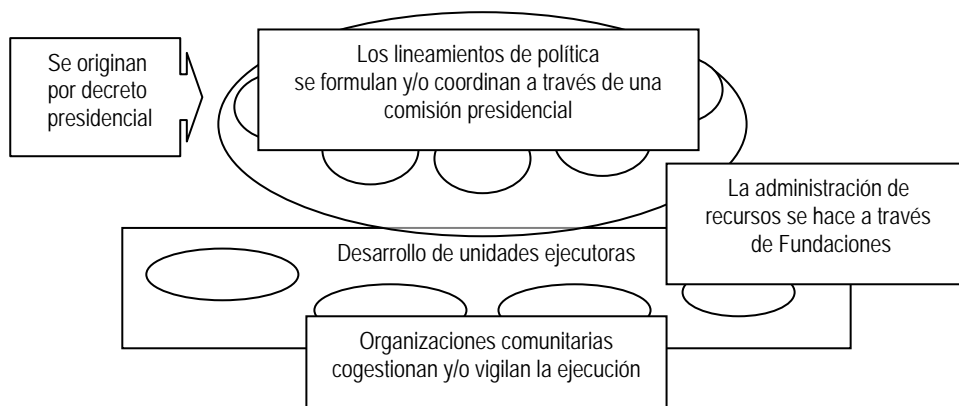 Se originan
por decreto
presidencial
Los lineamientos de política
se formulan y/o coordinan a través de una
comisión presidencial
La administración de
recursos se hace a través
de Fundaciones
Desarrollo de unidades ejecutoras
Organizaciones comunitarias
cogestionan y/o vigilan la ejecución